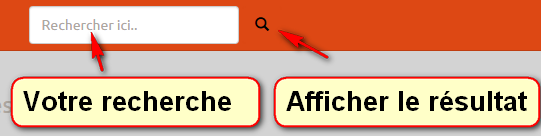 Rechercher ici..
Votre recherche
Afficher le résultat